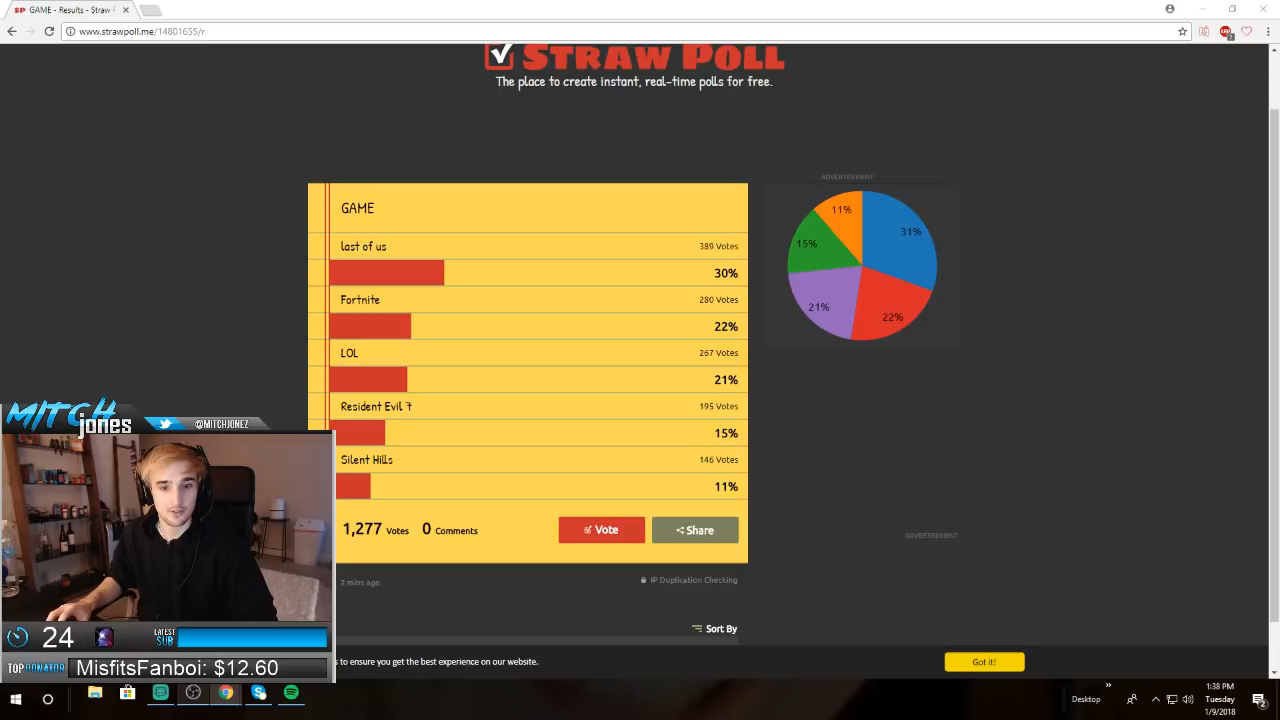 SP GAME - Results - Straw P
www.strawpoll.me/14801655/r
STRAW POLL
The place to create instant, real-time polls for free.
ADVERTISEMENT
GAME
last of us 389 Votes
30%
Fortnite 280 Votes
22%
LOL 267 Votes
21%
Resident Evil 7 195 Votes
15%
Silent Hills 146 Votes
11%
1,277 Votes 0 Comments Vote Share
2 mins ago IP Duplication Checking
31%
22%
21%
15%
11%
ADVERTISEMENT
Sort By
s to ensure you get the best experience on our website. Got it!
MITCH
jones
@MITCHJONEZ
24 LATEST SUB
TOP DONATOR MisfitsFanboi: $12.60
Desktop
1:38 PM
Tuesday
1/9/2018
2